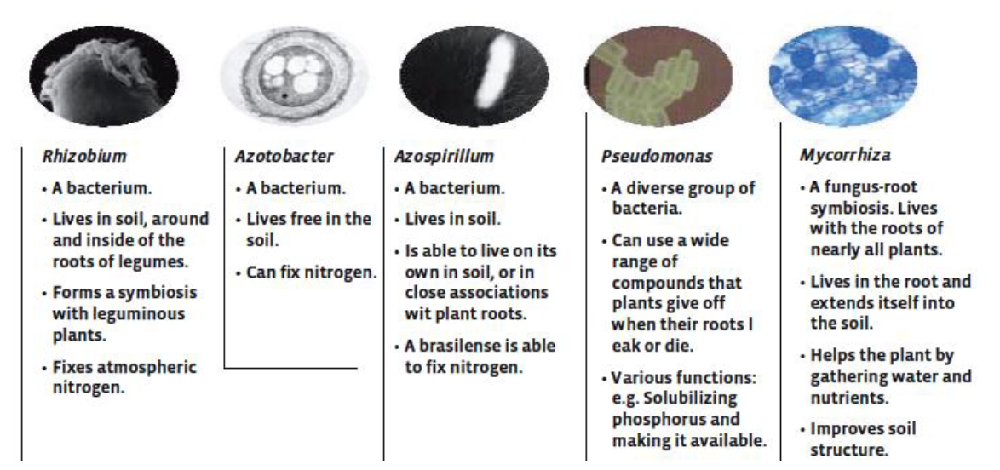 Rhizobium
• A bacterium.
• Lives in soil, around
and inside of the
roots of legumes.
• Forms a symbiosis
with leguminous
plants.
• Fixes atmospheric
nitrogen.
Azotobacter
• A bacterium.
• Lives free in the
soil.
• Can fix nitrogen.
Azospirillum
• A bacterium.
• Lives in soil.
• Is able to live on its
own in soil, or in
close associations
wit plant roots.
• A brasilense is able
to fix nitrogen.
Pseudomonas
• A diverse group of
bacteria.
• Can use a wide
range of
compounds that
plants give off
when their roots l
eak or die.
• Various functions:
e.g. Solubilizing
phosphorus and
making it available.
Mycorrhiza
• A fungus-root
symbiosis. Lives
with the roots of
nearly all plants.
• Lives in the root and
extends itself into
the soil.
• Helps the plant by
gathering water and
nutrients.
• Improves soil
structure.